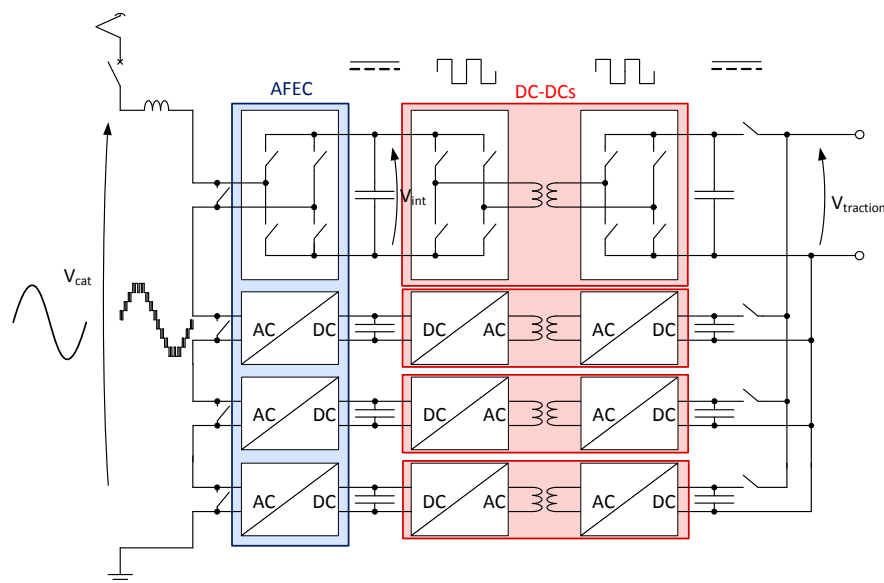 AFEC
DC-DCs
V_int
V_traction
V_cat
AC DC DC AC AC DC
AC DC DC AC AC DC
AC DC DC AC AC DC